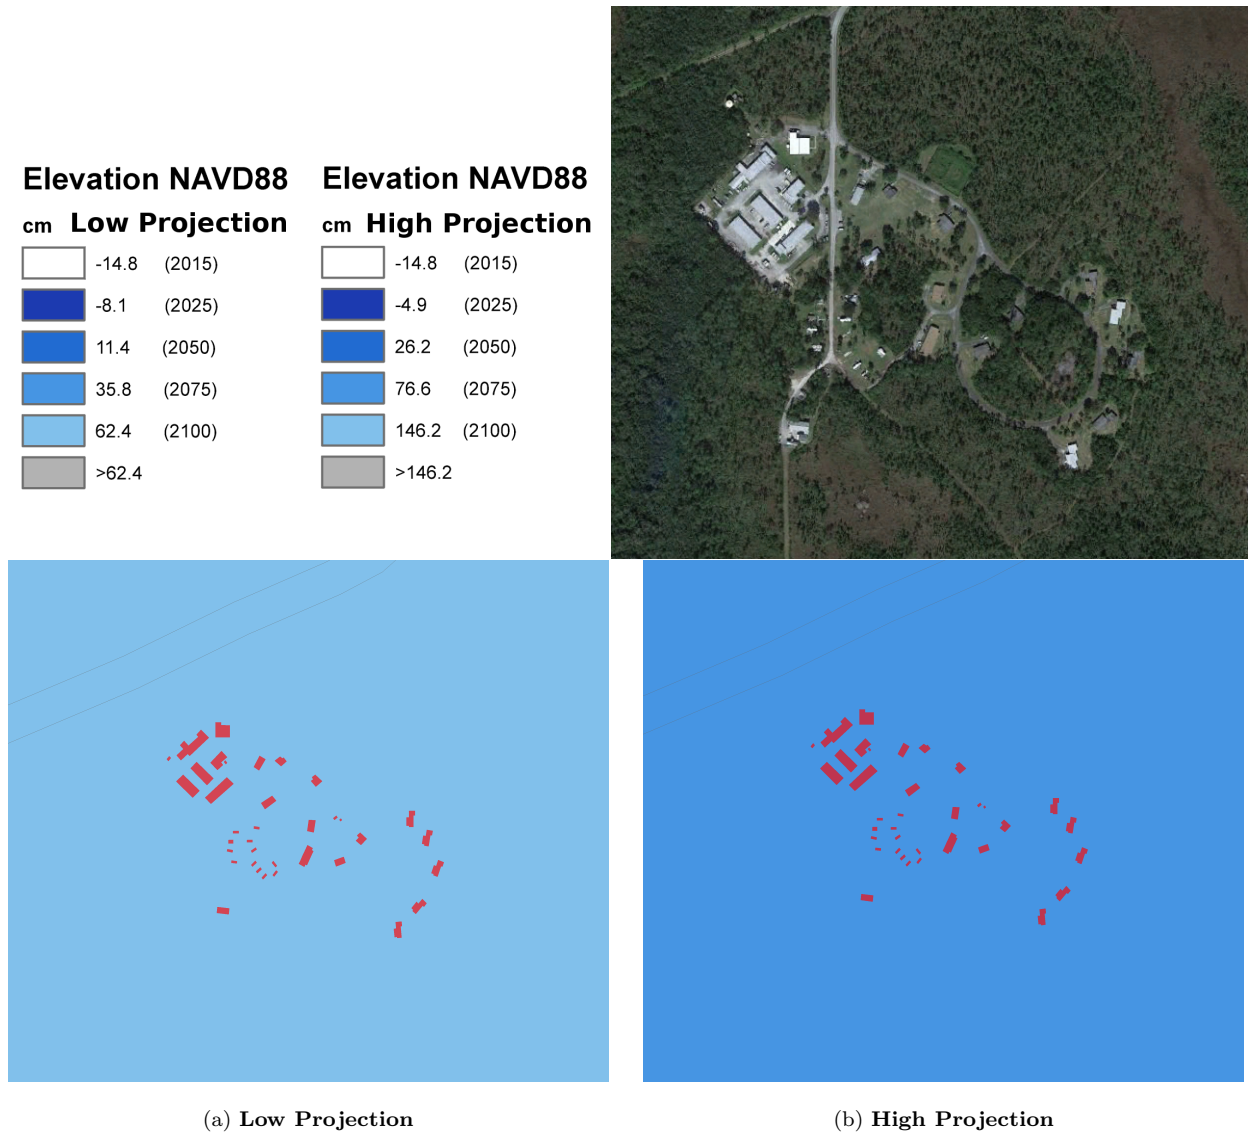 Elevation NAVD88
cm Low Projection
-14.8 (2015)
-8.1 (2025)
11.4 (2050)
35.8 (2075)
62.4 (2100)
>62.4
Elevation NAVD88
cm High Projection
-14.8 (2015)
-4.9 (2025)
26.2 (2050)
76.6 (2075)
146.2 (2100)
>146.2
(a) Low Projection
(b) High Projection